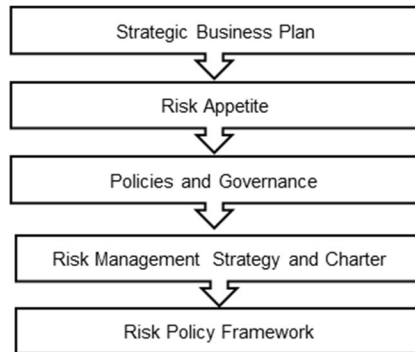 Strategic Business Plan
Risk Appetite
Policies and Governance
Risk Management Strategy and Charter
Risk Policy Framework